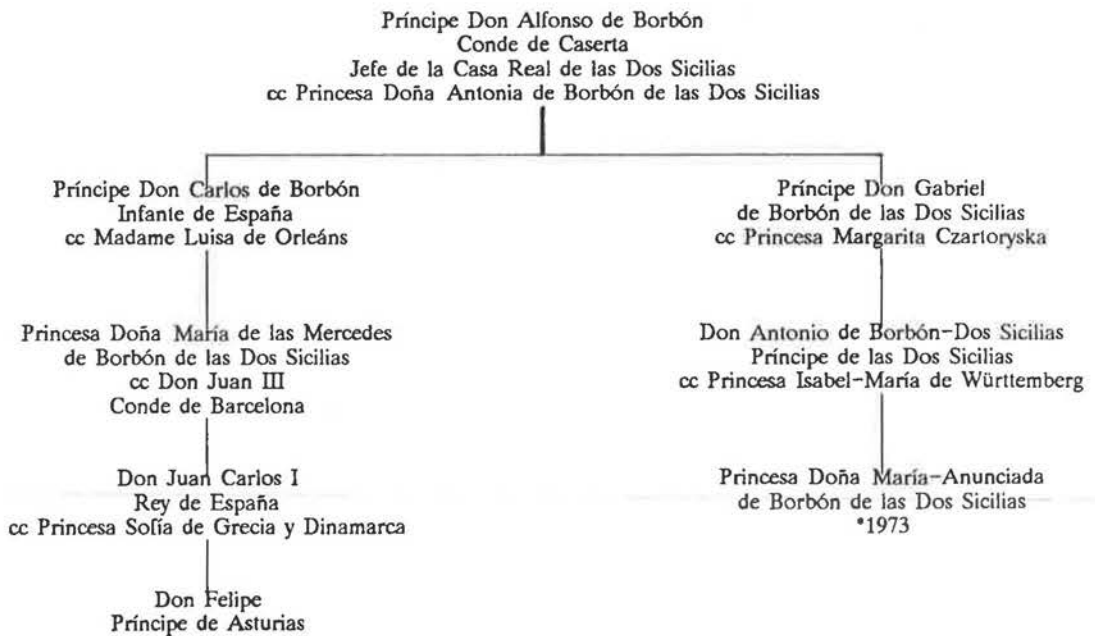 Príncipe Don Alfonso de Borbón
Conde de Caserta
Jefe de la Casa Real de las Dos Sicilias
cc Princesa Doña Antonia de Borbón de las Dos Sicilias
Príncipe Don Carlos de Borbón
Infante de España
cc Madame Luisa de Orleáns
Príncipe Don Gabriel
de Borbón de las Dos Sicilias
cc Princesa Margarita Czartoryska
Princesa Doña María de las Mercedes
de Borbón de las Dos Sicilias
cc Don Juan III
Conde de Barcelona
Don Antonio de Borbón-Dos Sicilias
Príncipe de las Dos Sicilias
cc Princesa Isabel-María de Württemberg
Don Juan Carlos I
Rey de España
cc Princesa Sofía de Grecia y Dinamarca
Princesa Doña María-Anunciada
de Borbón de las Dos Sicilias
*1973
Don Felipe
Príncipe de Asturias